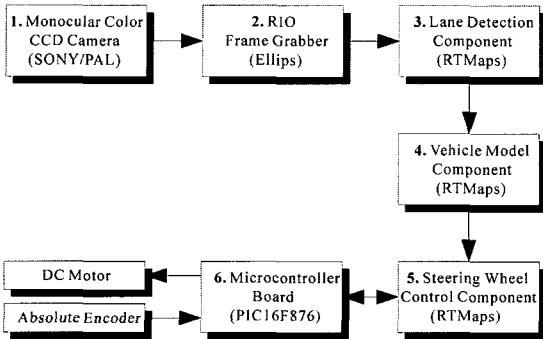 1. Monocular Color
CCD Camera
(SONY/PAL)
2. RIO
Frame Grabber
(Ellips)
3. Lane Detection
Component
(RTMaps)
4. Vehicle Model
Component
(RTMaps)
5. Steering Wheel
Control Component
(RTMaps)
6. Microcontroller
Board
(PIC16F876)
DC Motor
Absolute Encoder